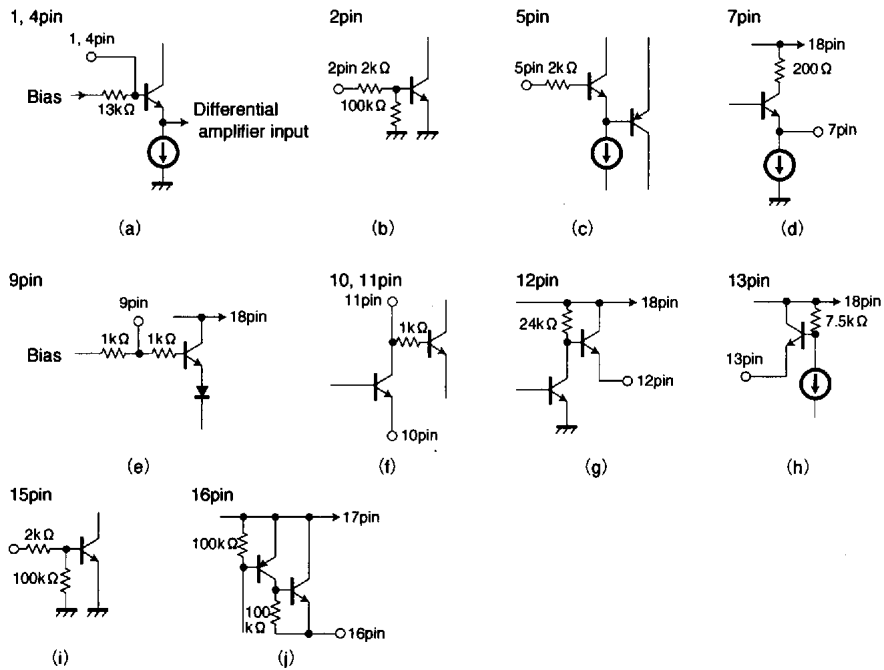 1, 4pin
1, 4pin
Bias
13kΩ
Differential
amplifier input
(a)
2pin
2pin 2kΩ
100kΩ
(b)
5pin
5pin 2kΩ
(c)
7pin
18pin
200Ω
7pin
(d)
9pin
9pin
18pin
1kΩ
1kΩ
Bias
(e)
10, 11pin
11pin
1kΩ
10pin
(f)
12pin
18pin
24kΩ
12pin
(g)
13pin
18pin
7.5kΩ
13pin
(h)
15pin
2kΩ
100kΩ
(i)
16pin
17pin
100kΩ
100
kΩ
16pin
(j)